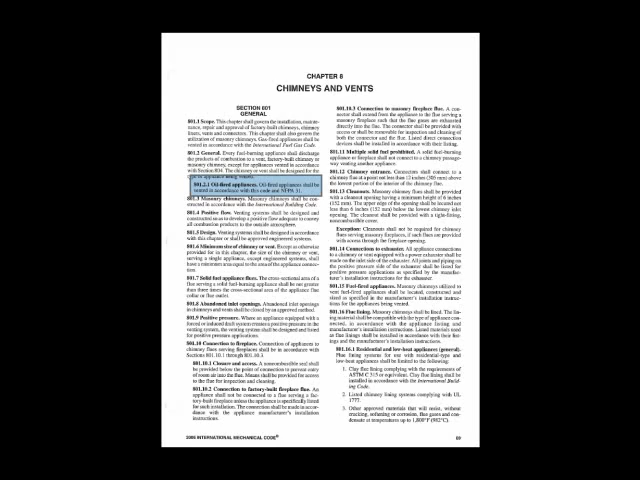 CHAPTER 8
CHIMNEYS AND VENTS
SECTION 801
GENERAL
801.1 Scope. This chapter shall govern the installation, mainte-
nance, repair and approval of factory-built chimneys, chimney
liners, vents and connectors. This chapter shall also govern the
utilization of masonry chimneys. Gas-fired appliances shall be
vented in accordance with the International Fuel Gas Code.
801.2 General. Every fuel-burning appliance shall discharge
the products of combustion to a vent, factory-built chimney or
masonry chimney, except for appliances vented in accordance
with Section 804. The chimney or vent shall be designed for the
type of appliance being vented.
801.2.1 Oil-fired appliances. Oil-fired appliances shall be
vented in accordance with this code and NFPA 31.
801.3 Masonry chimneys. Masonry chimneys shall be con-
structed in accordance with the International Building Code.
801.4 Positive flow. Venting systems shall be designed and
constructed so as to develop a positive flow adequate to convey
all combustion products to the outside atmosphere.
801.5 Design. Venting systems shall be designed in accordance
with this chapter or shall be approved engineered systems.
801.6 Minimum size of chimney or vent. Except as otherwise
provided for in this chapter, the size of the chimney or vent,
serving a single appliance, except engineered systems, shall
have a minimum area equal to the area of the appliance connec-
tion.
801.7 Solid fuel appliance flues. The cross-sectional area of a
flue serving a solid-fuel-burning appliance shall be not greater
than three times the cross-sectional area of the appliance flue
collar or flue outlet.
801.8 Abandoned inlet openings. Abandoned inlet openings
in chimneys and vents shall be closed by an approved method.
801.9 Positive pressure. Where an appliance equipped with a
forced or induced draft system creates a positive pressure in the
venting system, the venting system shall be designed and listed
for positive pressure applications.
801.10 Connection to fireplace. Connection of appliances to
chimney flues serving fireplaces shall be in accordance with
Sections 801.10.1 through 801.10.3.
801.10.1 Closure and access. A noncombustible seal shall
be provided below the point of connection to prevent entry
of room air into the flue. Means shall be provided for access
to the flue for inspection and cleaning.
801.10.2 Connection to factory-built fireplace flue. An
appliance shall not be connected to a flue serving a fac-
tory-built fireplace unless the appliance is specifically listed
for such installation. The connection shall be made in accor-
dance with the appliance manufacturer's installation
instructions.
801.10.3 Connection to masonry fireplace flue. A con-
nector shall extend from the appliance to the flue serving a
masonry fireplace such that the flue gases are exhausted
directly into the flue. The connector shall be provided with
access or shall be removable for inspection and cleaning of
both the connector and the flue. Listed direct connection
devices shall be installed in accordance with their listing.
801.11 Multiple solid fuel prohibited. A solid fuel-burning
appliance or fireplace shall not connect to a chimney passage-
way venting another appliance.
801.12 Chimney entrance. Connectors shall connect to a
chimney flue at a point not less than 12 inches (305 mm) above
the lowest portion of the interior of the chimney flue.
801.13 Cleanouts. Masonry chimney flues shall be provided
with a cleanout opening having a minimum height of 6 inches
(152 mm). The upper edge of the opening shall be located not
less than 6 inches (152 mm) below the lowest chimney inlet
opening. The cleanout shall be provided with a tight-fitting,
noncombustible cover.
Exception: Cleanouts shall not be required for chimney
flues serving masonry fireplaces, if such flues are provided
with access through the fireplace opening.
801.14 Connections to exhauster. All appliance connections
to a chimney or vent equipped with a power exhauster shall be
made on the inlet side of the exhauster. All joints and piping on
the positive pressure side of the exhauster shall be listed for
positive pressure applications as specified by the manufac-
turer's installation instructions for the exhauster.
801.15 Fuel-fired appliances. Masonry chimneys utilized to
vent fuel-fired appliances shall be located, constructed and
sized as specified in the manufacturer's installation instruc-
tions for the appliances being vented.
801.16 Flue lining. Masonry chimneys shall be lined. The lin-
ing material shall be compatible with the type of appliance con-
nected, in accordance with the appliance listing and
manufacturer's installation instructions. Listed materials used
as flue linings shall be installed in accordance with their list-
ings and the manufacturer's installation instructions.
801.16.1 Residential and low-heat appliances (general).
Flue lining systems for use with residential-type and
low-heat appliances shall be limited to the following:
1. Clay flue lining complying with the requirements of
ASTM C 315 or equivalent. Clay flue lining shall be
installed in accordance with the International Build-
ing Code.
2. Listed chimney lining systems complying with UL
1777.
3. Other approved materials that will resist, without
cracking, softening or corrosion, flue gases and con-
densate at temperatures up to 1,800°F (982°C).
2006 INTERNATIONAL MECHANICAL CODE®